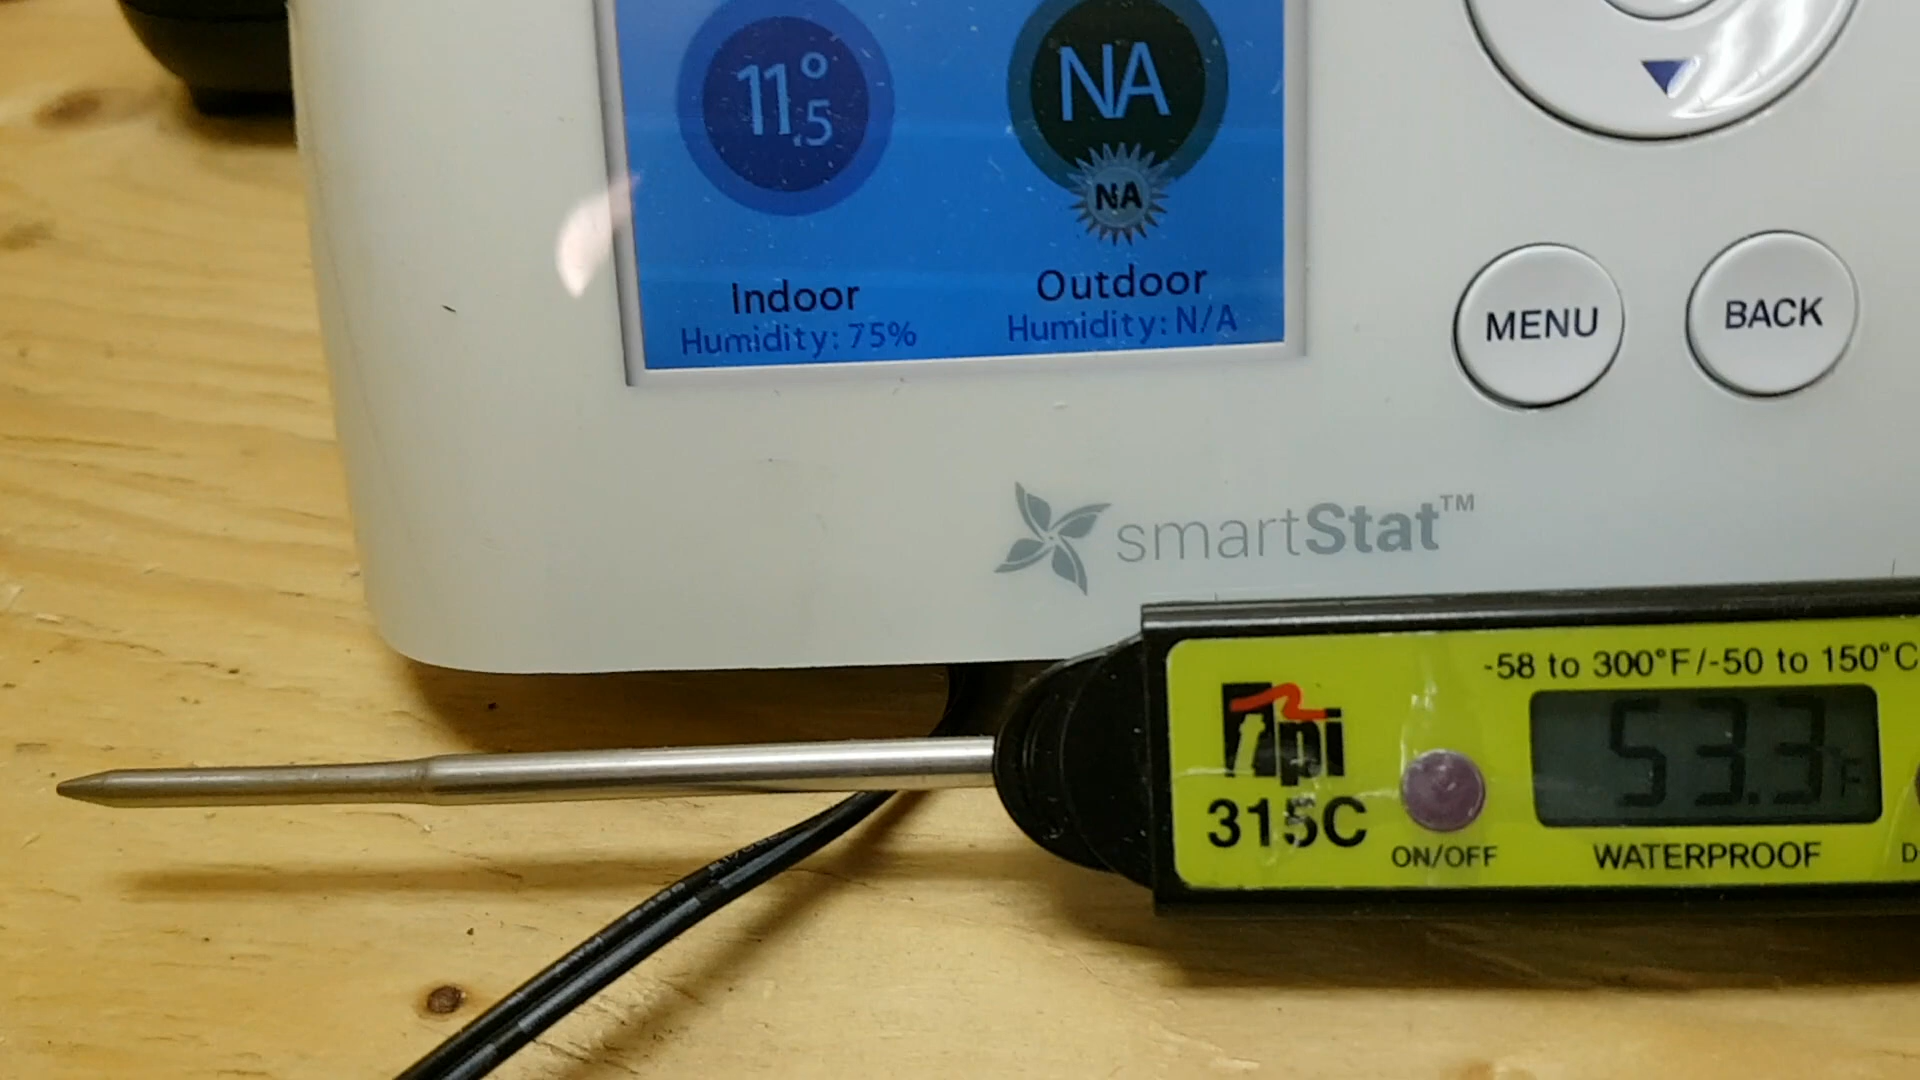 11.5°
NA
NA
Indoor
Humidity: 75%
Outdoor
Humidity: N/A
MENU
BACK
smartStat™
-58 to 300°F/-50 to 150°C
tpi
315C
ON/OFF
53.3°F
WATERPROOF